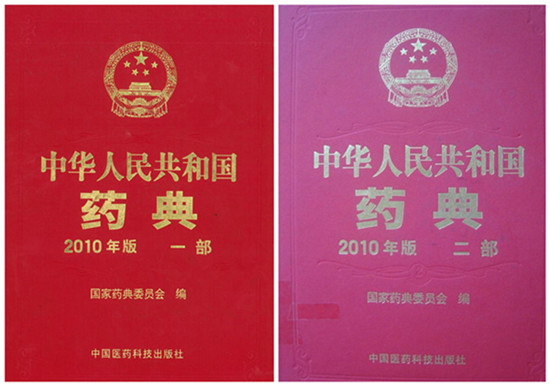 中华人民共和国
药典
2010年版 一部
国家药典委员会 编
中国医药科技出版社
中华人民共和国
药典
2010年版 二部
国家药典委员会 编
中国医药科技出版社